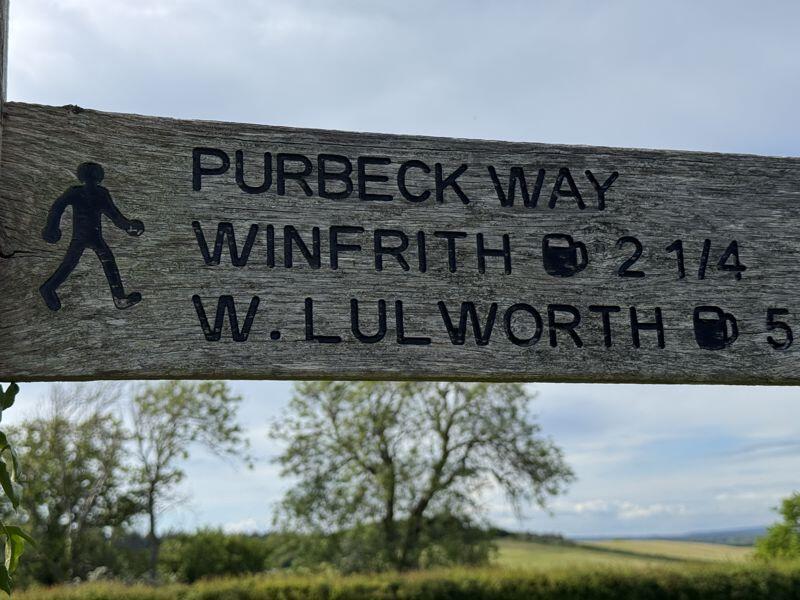 PURBECK WAY
WINFRITH 2 1/4
W. LULWORTH 5